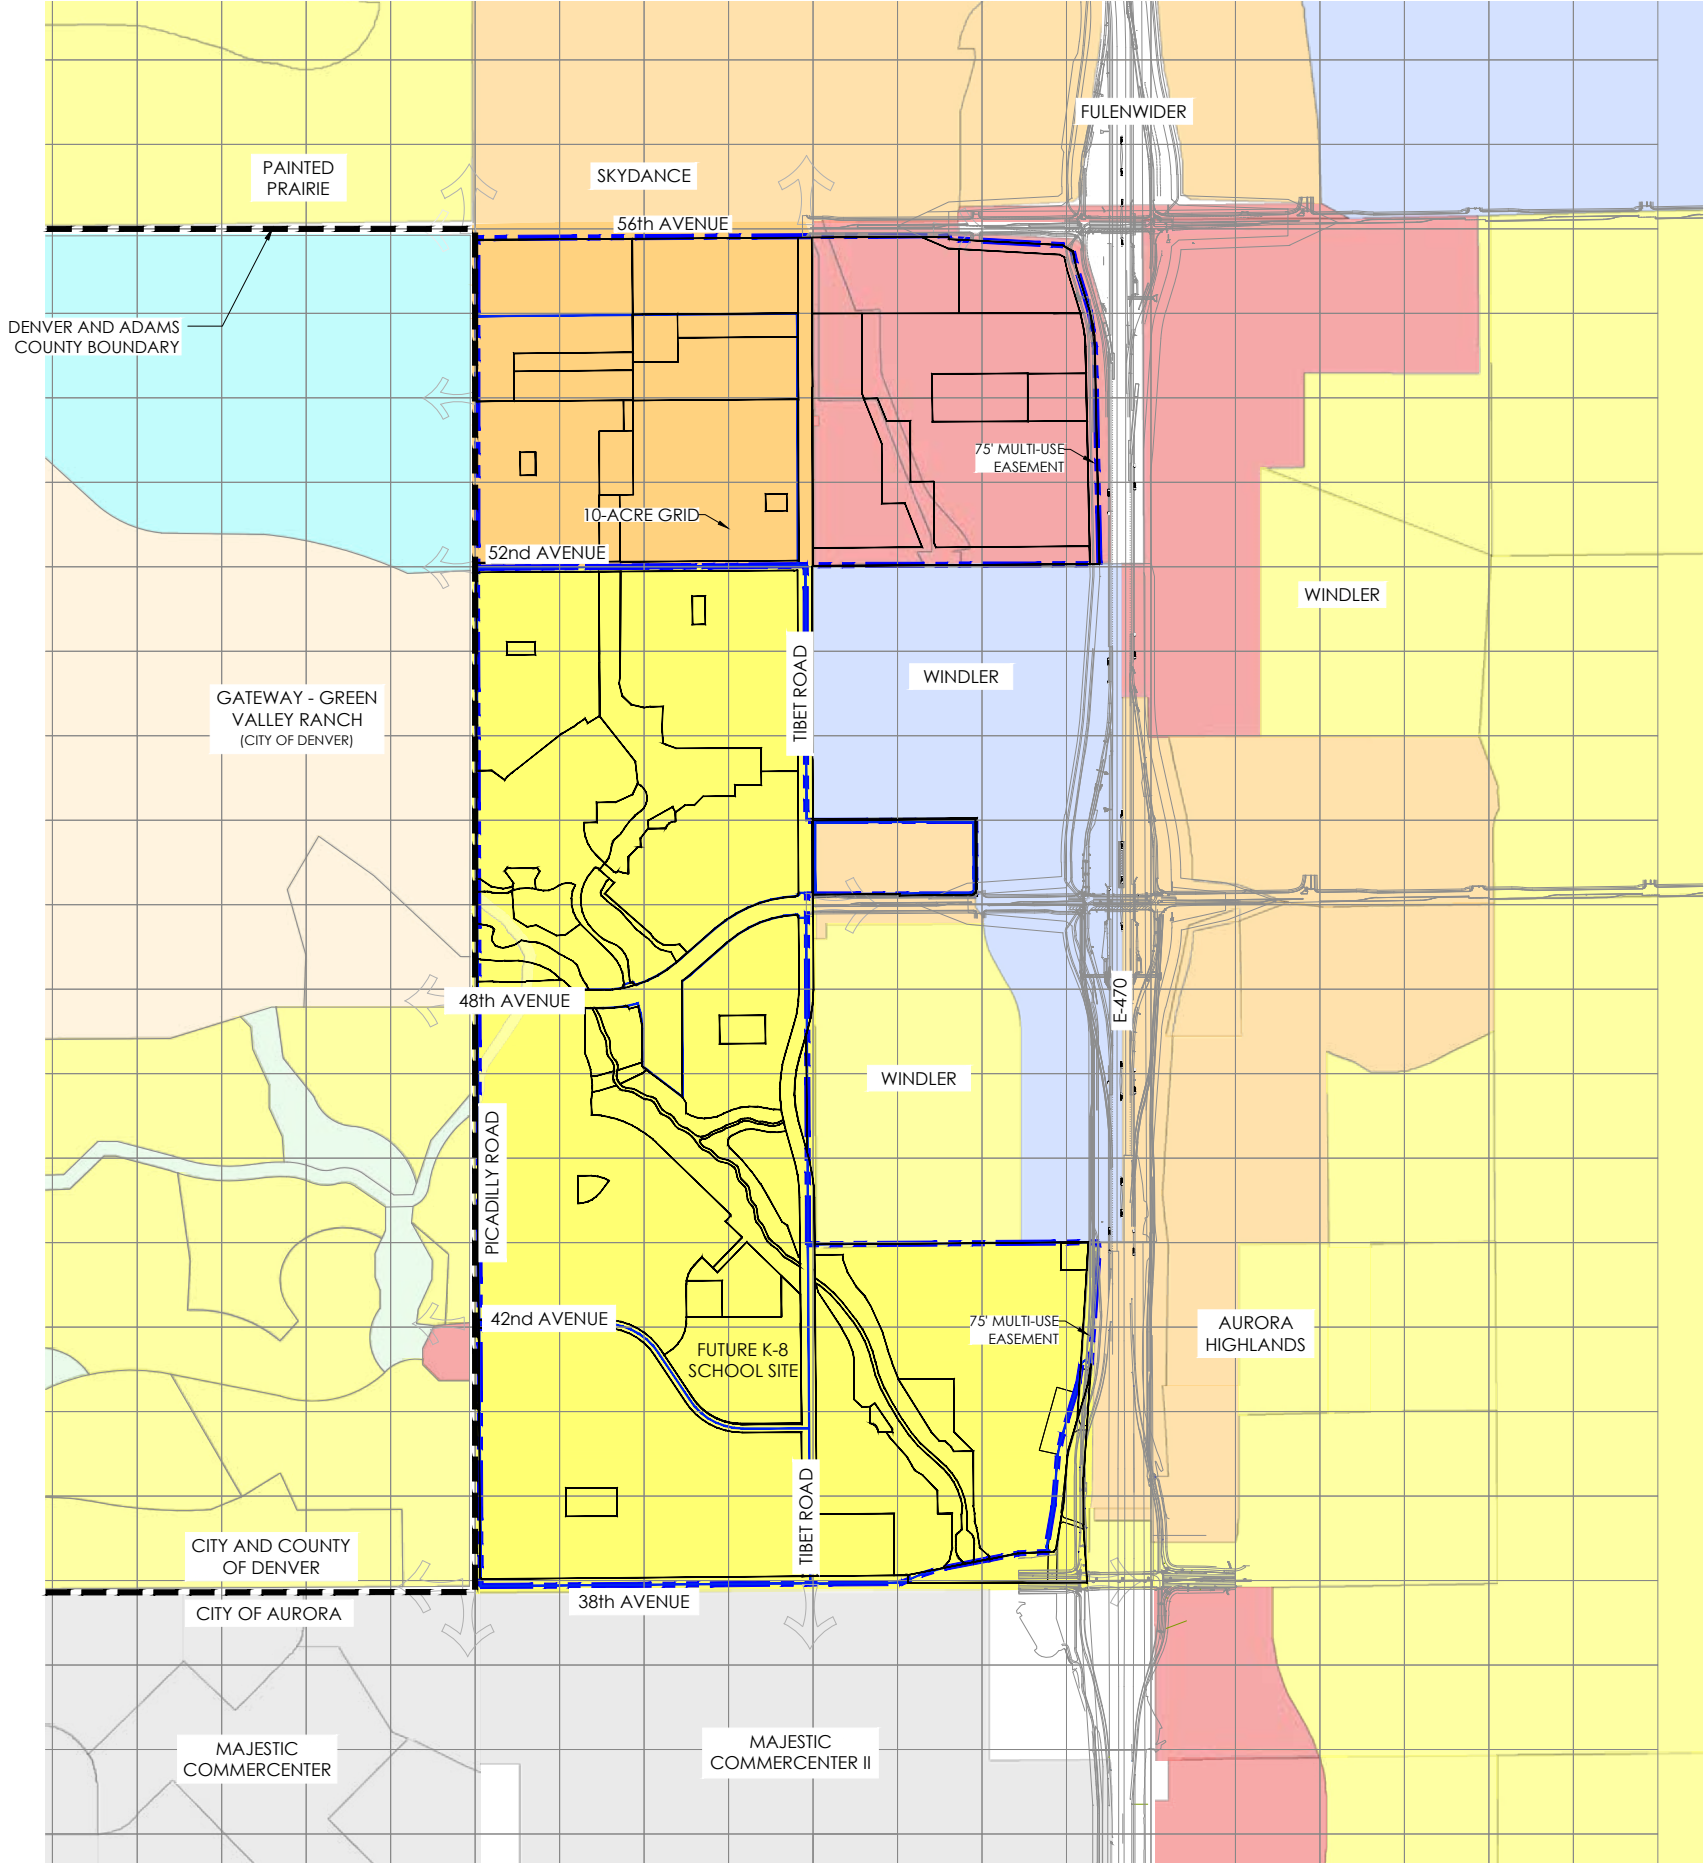 FULENWIDER
PAINTED
PRAIRIE
SKYDANCE
56th AVENUE
DENVER AND ADAMS
COUNTY BOUNDARY
75' MULTI-USE
EASEMENT
10-ACRE GRID
52nd AVENUE
WINDLER
WINDLER
TIBET ROAD
GATEWAY - GREEN
VALLEY RANCH
(CITY OF DENVER)
48th AVENUE
E-470
WINDLER
PICADILLY ROAD
42nd AVENUE
75' MULTI-USE
EASEMENT
AURORA
HIGHLANDS
FUTURE K-8
SCHOOL SITE
TIBET ROAD
CITY AND COUNTY
OF DENVER
38th AVENUE
CITY OF AURORA
MAJESTIC
COMMERCENTER
MAJESTIC
COMMERCENTER II